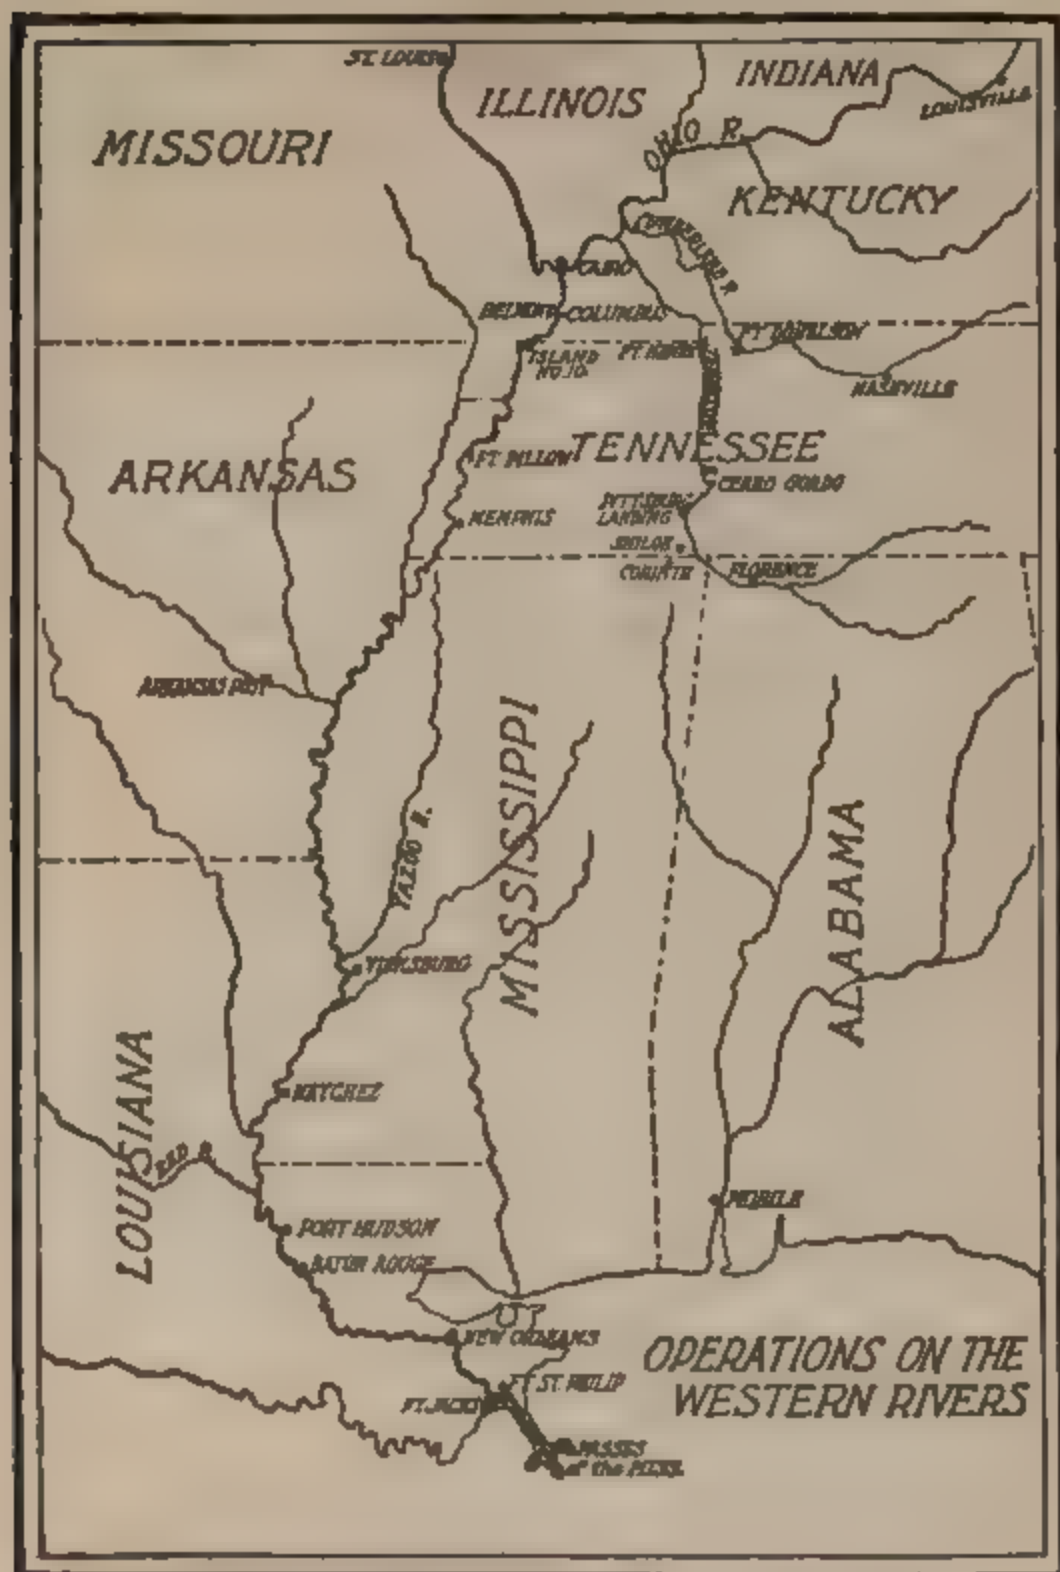 ST. LOUIS
ILLINOIS
INDIANA
LOUISVILLE
MISSOURI
OHIO R.
KENTUCKY
CUMBERLAND R.
CAIRO
BELMONT
COLUMBUS
ISLAND
NO. 10.
FT. HENRY
FT. DONELSON
NASHVILLE
ARKANSAS
TENNESSEE
FT. PILLOW
CERRO GORDO
MEMPHIS
PITTSBURG
LANDING
SHILOH
CORINTH
FLORENCE
ARKANSAS POST
MISSISSIPPI
YAZOO R.
ALABAMA
VICKSBURG
LOUISIANA
NATCHEZ
RED R.
MOBILE
PORT HUDSON
BATON ROUGE
NEW ORLEANS
OPERATIONS ON THE
WESTERN RIVERS
FT. ST. PHILIP
FT. JACKSON
PASSES
of the MISS.